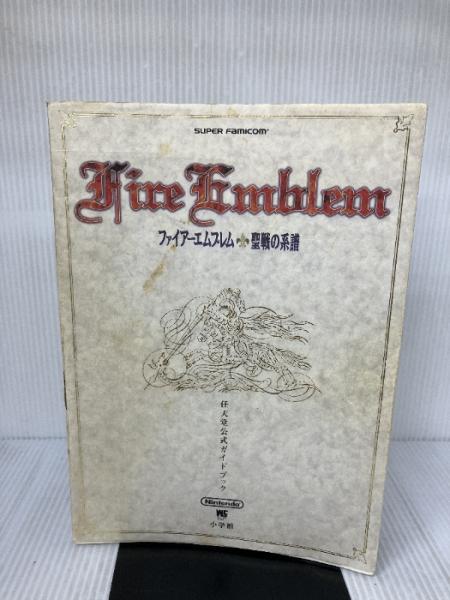 SUPER FAMICOM
Fire Emblem
ファイアーエムブレム 聖戦の系譜
任天堂公式ガイドブック
Nintendo
小学館